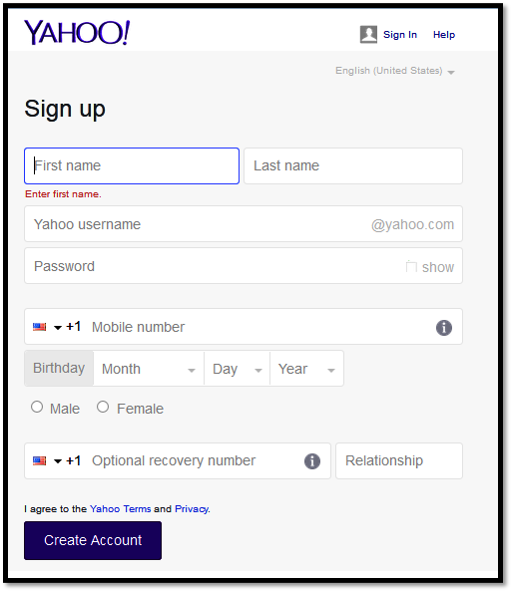 YAHOO!
Sign In Help
English (United States)
Sign up
First name Last name
Enter first name.
Yahoo username @yahoo.com
Password show
+1 Mobile number i
Birthday Month Day Year
Male Female
+1 Optional recovery number i Relationship
I agree to the Yahoo Terms and Privacy.
Create Account